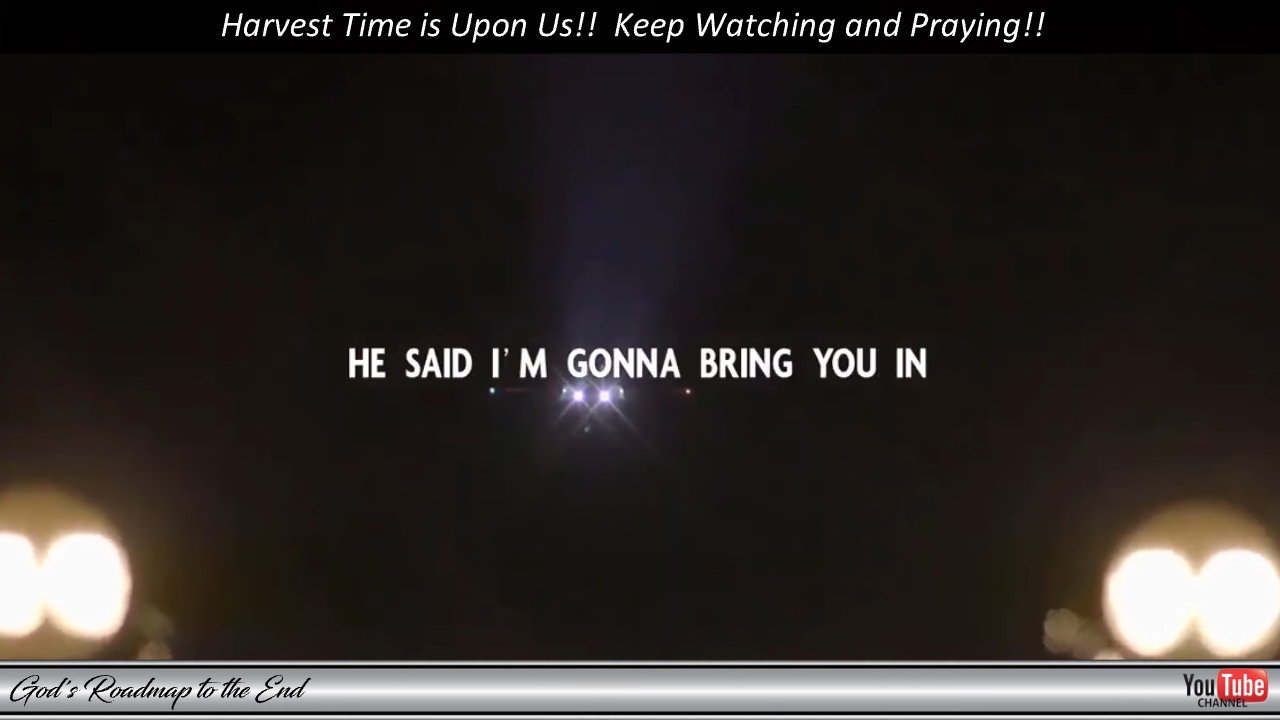 Harvest Time is Upon Us!!  Keep Watching and Praying!!
HE SAID I'M GONNA BRING YOU IN
God's Roadmap to the End
YouTube
CHANNEL